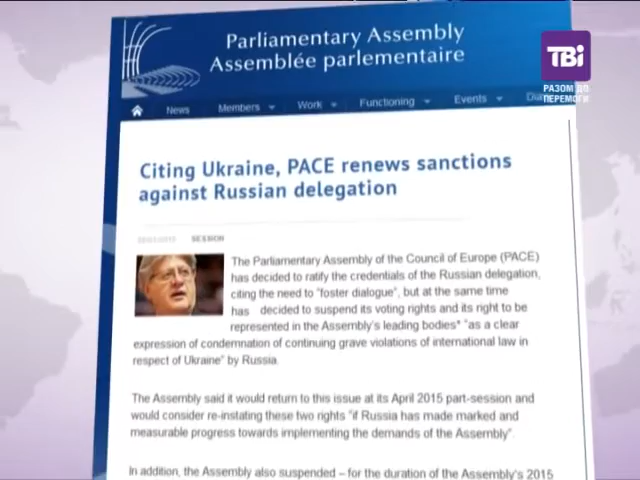 Parliamentary Assembly
Assemblée parlementaire
ТВі
РАЗОМ ДО
ПЕРЕМОГИ
News Members Work Functioning Events
Citing Ukraine, PACE renews sanctions
against Russian delegation
SESSION
The Parliamentary Assembly of the Council of Europe (PACE)
has decided to ratify the credentials of the Russian delegation,
citing the need to "foster dialogue", but at the same time
has decided to suspend its voting rights and its right to be
represented in the Assembly's leading bodies* "as a clear
expression of condemnation of continuing grave violations of international law in
respect of Ukraine" by Russia.
The Assembly said it would return to this issue at its April 2015 part-session and
would consider re-instating these two rights "if Russia has made marked and
measurable progress towards implementing the demands of the Assembly".
In addition, the Assembly also suspended – for the duration of the Assembly's 2015